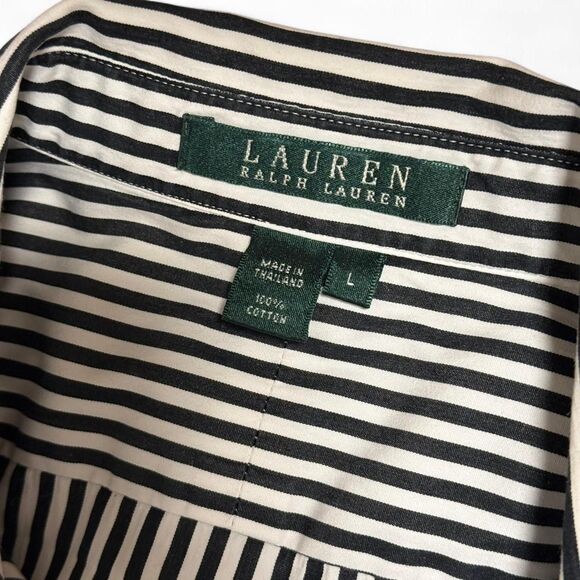 LAUREN
RALPH LAUREN
MADE IN
THAILAND
100%
COTTON
L